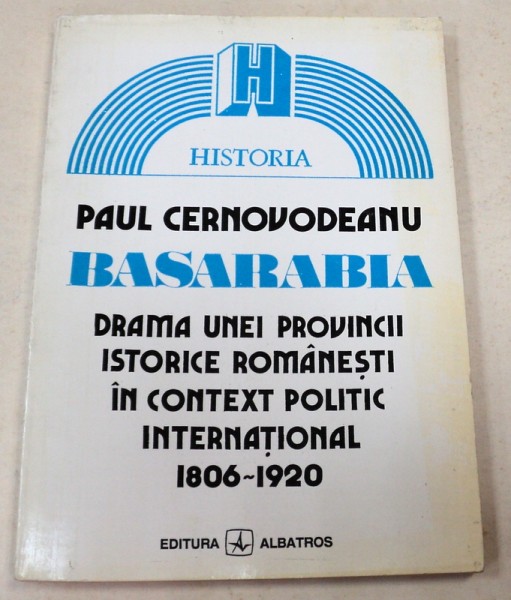 H
HISTORIA
PAUL CERNOVODEANU
BASARABIA
DRAMA UNEI PROVINCII
ISTORICE ROMÂNEȘTI
ÎN CONTEXT POLITIC
INTERNAȚIONAL
1806~1920
EDITURA ALBATROS